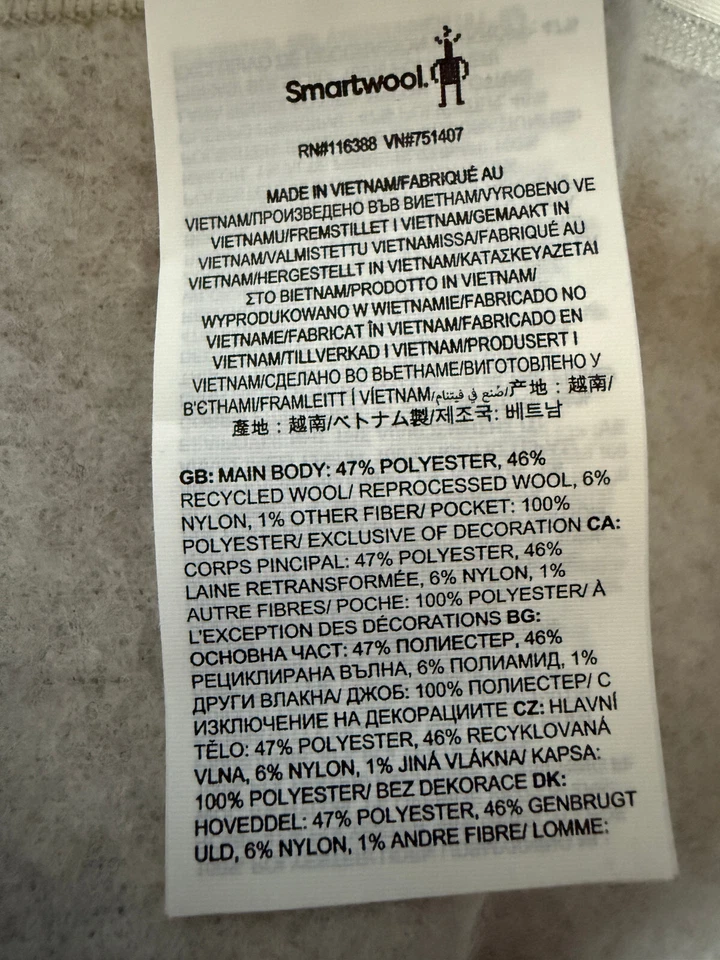 Smartwool.
RN#116388 VN#751407
MADE IN VIETNAM/FABRIQUÉ AU
VIETNAM/ПРОИЗВЕДЕНО ВЪВ ВИЕТНАМ/VYROBENO VE
VIETNAMU/FREMSTILLET I VIETNAM/GEMAAKT IN
VIETNAM/VALMISTETTU VIETNAMISSA/FABRIQUÉ AU
VIETNAM/HERGESTELLT IN VIETNAM/ΚΑΤΑΣΚΕΥΑΖΕΤΑΙ
ΣΤΟ ΒΙΕΤΝΑΜ/PRODOTTO IN VIETNAM/
WYPRODUKOWANO W WIETNAMIE/FABRICADO NO
VIETNAME/FABRICAT ÎN VIETNAM/FABRICADO EN
VIETNAM/TILLVERKAD I VIETNAM/PRODUSERT I
VIETNAM/СДЕЛАНО ВО ВЬЕТНАМЕ/ВИГОТОВЛЕНО У
В'ЄТНАМІ/FRAMLEITT Í VÍETNAM/صُنع في فيتنام/产地：越南/
產地：越南/ベトナム製/제조국: 베트남
GB: MAIN BODY: 47% POLYESTER, 46%
RECYCLED WOOL/ REPROCESSED WOOL, 6%
NYLON, 1% OTHER FIBER/ POCKET: 100%
POLYESTER/ EXCLUSIVE OF DECORATION CA:
CORPS PINCIPAL: 47% POLYESTER, 46%
LAINE RETRANSFORMÉE, 6% NYLON, 1%
AUTRE FIBRES/ POCHE: 100% POLYESTER/ À
L'EXCEPTION DES DÉCORATIONS BG:
ОСНОВНА ЧАСТ: 47% ПОЛИЕСТЕР, 46%
РЕЦИКЛИРАНА ВЪЛНА, 6% ПОЛИАМИД, 1%
ДРУГИ ВЛАКНА/ ДЖОБ: 100% ПОЛИЕСТЕР/ С
ИЗКЛЮЧЕНИЕ НА ДЕКОРАЦИИТЕ CZ: HLAVNÍ
TĚLO: 47% POLYESTER, 46% RECYKLOVANÁ
VLNA, 6% NYLON, 1% JINÁ VLÁKNA/ KAPSA:
100% POLYESTER/ BEZ DEKORACE DK:
HOVEDDEL: 47% POLYESTER, 46% GENBRUGT
ULD, 6% NYLON, 1% ANDRE FIBRE/ LOMME: